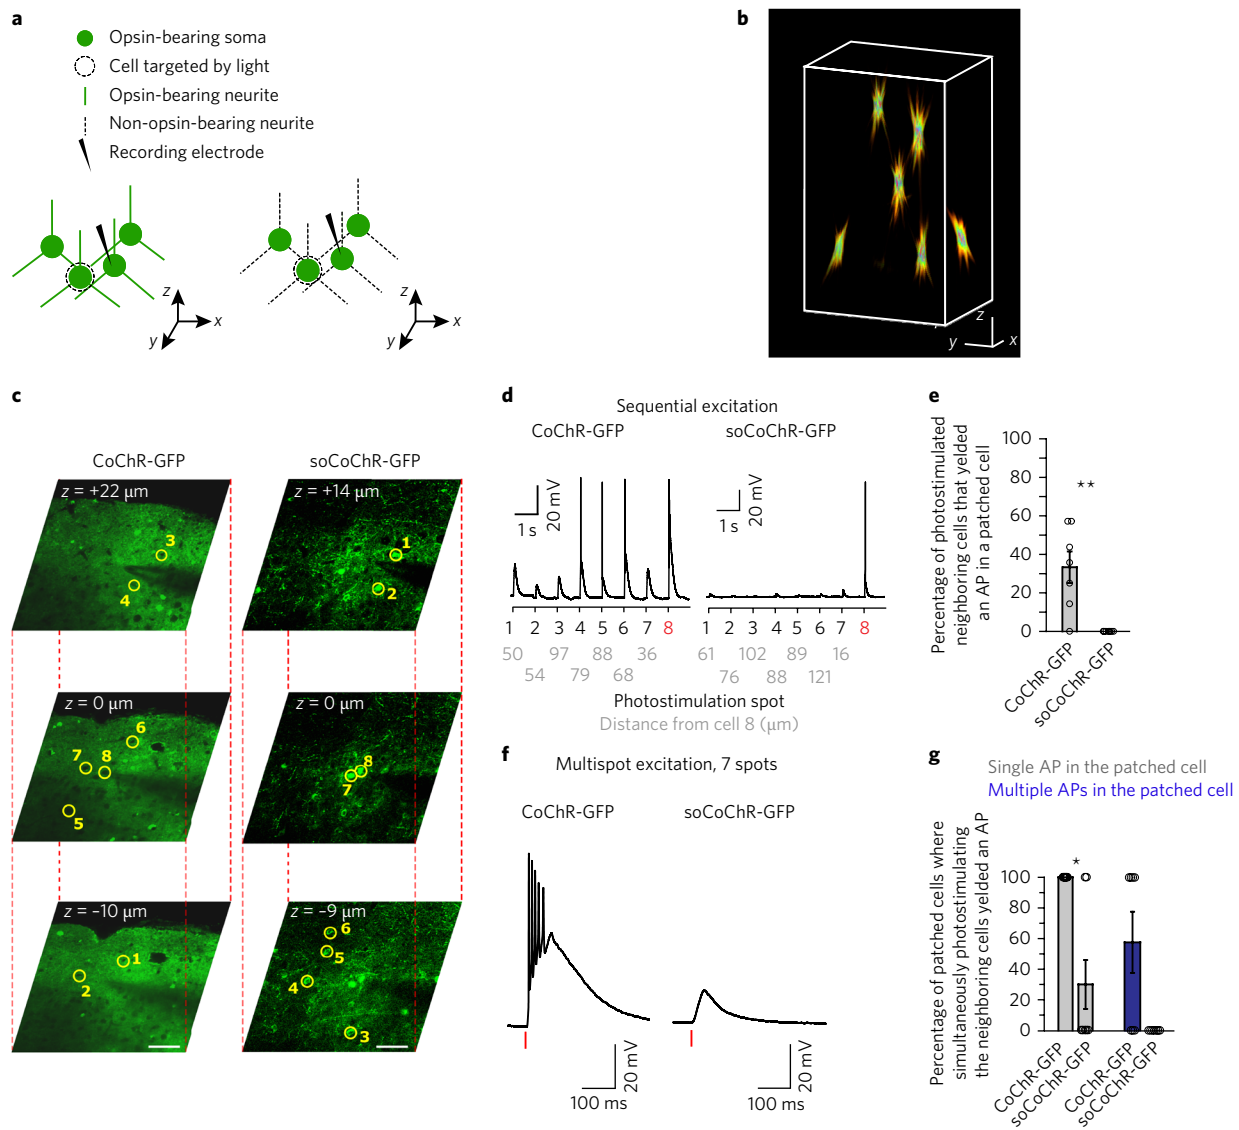 a
Opsin-bearing soma
Cell targeted by light
Opsin-bearing neurite
Non-opsin-bearing neurite
Recording electrode
z
x
y
z
x
y
b
z
y
x
c
CoChR-GFP
soCoChR-GFP
z = +22 µm
3
4
z = +14 µm
1
2
z = 0 µm
6
7
8
5
z = 0 µm
8
7
z = –10 µm
1
2
z = –9 µm
6
5
4
3
d
Sequential excitation
CoChR-GFP
soCoChR-GFP
20 mV
1 s
20 mV
1 s
1 2 3 4 5 6 7 8
50 97 88 36
54 79 68
1 2 3 4 5 6 7 8
61 102 89 16
76 88 121
Photostimulation spot
Distance from cell 8 (µm)
e
Percentage of photostimulated
neighboring cells that yelded
an AP in a patched cell
100
80
60
40
20
0
**
CoChR-GFP
soCoChR-GFP
f
Multispot excitation, 7 spots
CoChR-GFP
soCoChR-GFP
20 mV
100 ms
20 mV
100 ms
g
Single AP in the patched cell
Multiple APs in the patched cell
Percentage of patched cells where
simultaneously photostimulating
the neighboring cells yielded an AP
100
80
60
40
20
0
*
CoChR-GFP
soCoChR-GFP
CoChR-GFP
soCoChR-GFP